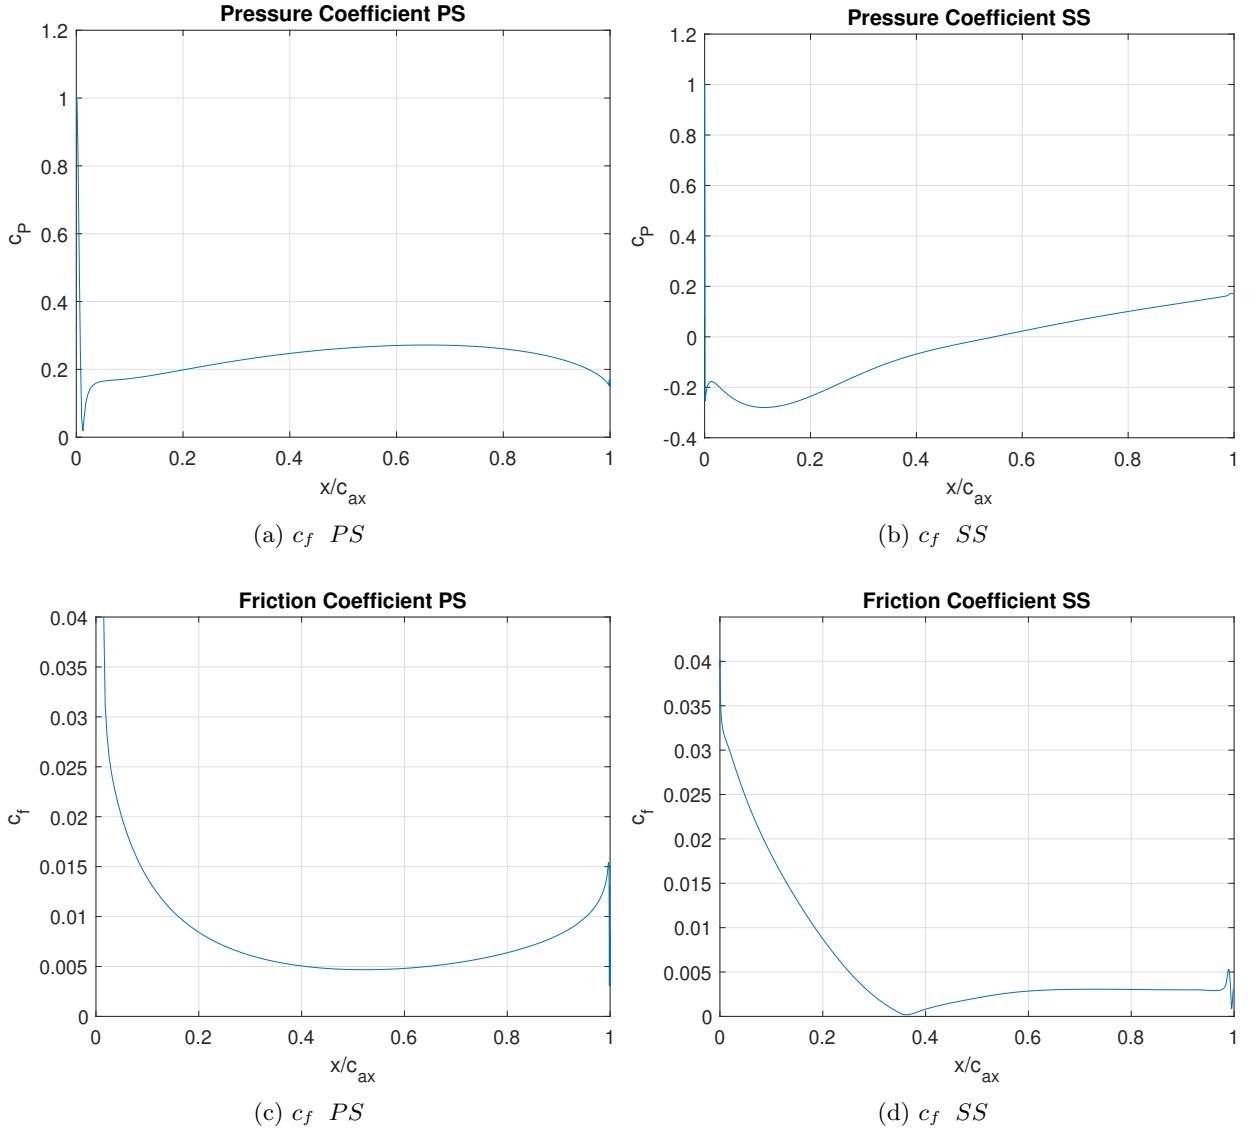 Pressure Coefficient PS
1.2
1
0.8
0.6
0.4
0.2
0
c_P
0 0.2 0.4 0.6 0.8 1
x/c_ax
(a) c_f PS
Pressure Coefficient SS
1.2
1
0.8
0.6
0.4
0.2
0
-0.2
-0.4
c_P
0 0.2 0.4 0.6 0.8 1
x/c_ax
(b) c_f SS
Friction Coefficient PS
0.04
0.035
0.03
0.025
0.02
0.015
0.01
0.005
0
c_f
0 0.2 0.4 0.6 0.8 1
x/c_ax
(c) c_f PS
Friction Coefficient SS
0.04
0.035
0.03
0.025
0.02
0.015
0.01
0.005
0
c_f
0 0.2 0.4 0.6 0.8 1
x/c_ax
(d) c_f SS